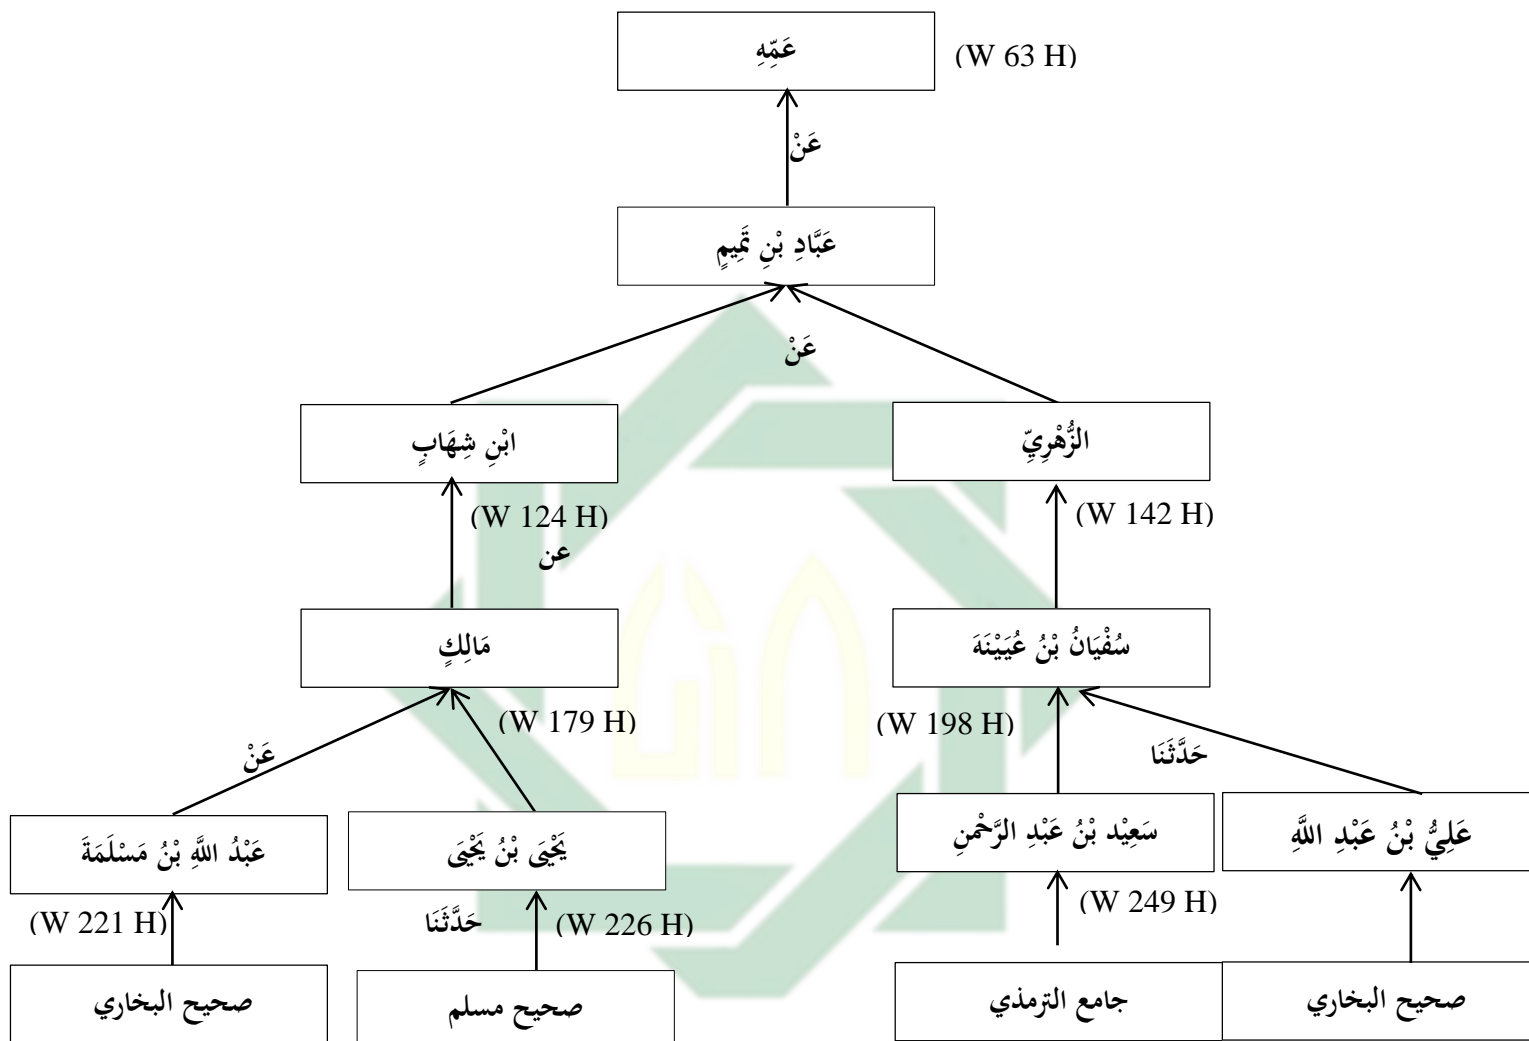 عَمِّهِ
(W 63 H)
عَنْ
عَبَّادِ بْنِ تَمِيمٍ
عَنْ
ابْنِ شِهَابٍ
الزُّهْرِيِّ
(W 124 H)
(W 142 H)
عن
مَالِكٍ
سُفْيَانُ بْنُ عُيَيْنَهَ
(W 179 H)
(W 198 H)
عَنْ
حَدَّثَنَا
عَبْدُ اللَّهِ بْنُ مَسْلَمَةَ
يَحْيَى بْنُ يَحْيَى
سَعِيْد بْنُ عَبْدِ الرَّحْمنِ
عَلِيُّ بْنُ عَبْدِ اللَّهِ
(W 221 H)
حَدَّثَنَا
(W 226 H)
(W 249 H)
صحيح البخاري
صحيح مسلم
جامع الترمذي
صحيح البخاري